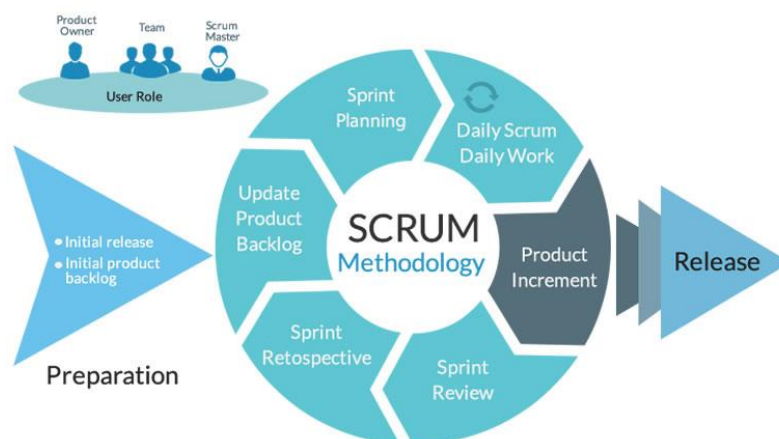 Product
Owner
Team
Scrum
Master
User Role
Sprint
Planning
Daily Scrum
Daily Work
Update
Product
Backlog
SCRUM
Methodology
Product
Increment
Release
• Initial release
• Initial product
backlog
Sprint
Retospective
Sprint
Review
Preparation